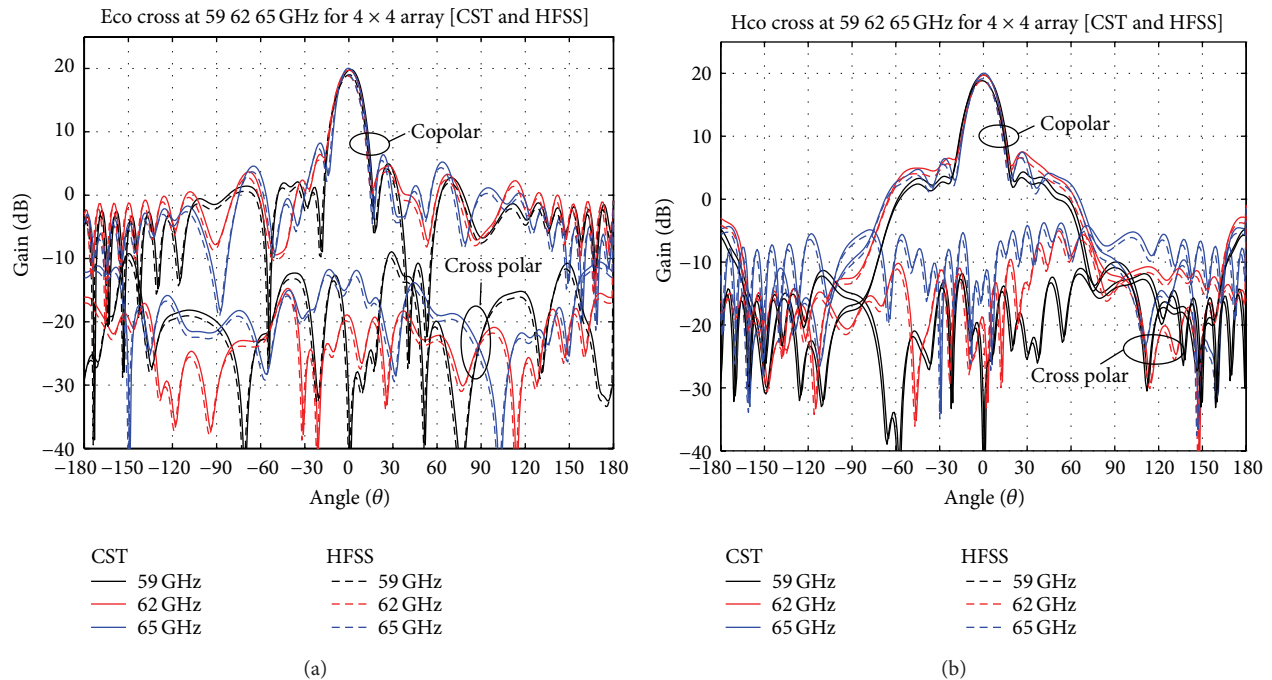 Eco cross at 59 62 65 GHz for 4 × 4 array [CST and HFSS]
20
10
0
−10
−20
−30
−40
Gain (dB)
Copolar
Cross polar
−180 −150 −120 −90 −60 −30 0 30 60 90 120 150 180
Angle (θ)
CST HFSS
59 GHz 59 GHz
62 GHz 62 GHz
65 GHz 65 GHz
(a)
Hco cross at 59 62 65 GHz for 4 × 4 array [CST and HFSS]
20
10
0
−10
−20
−30
−40
Gain (dB)
Copolar
Cross polar
−180 −150 −120 −90 −60 −30 0 30 60 90 120 150 180
Angle (θ)
CST HFSS
59 GHz 59 GHz
62 GHz 62 GHz
65 GHz 65 GHz
(b)